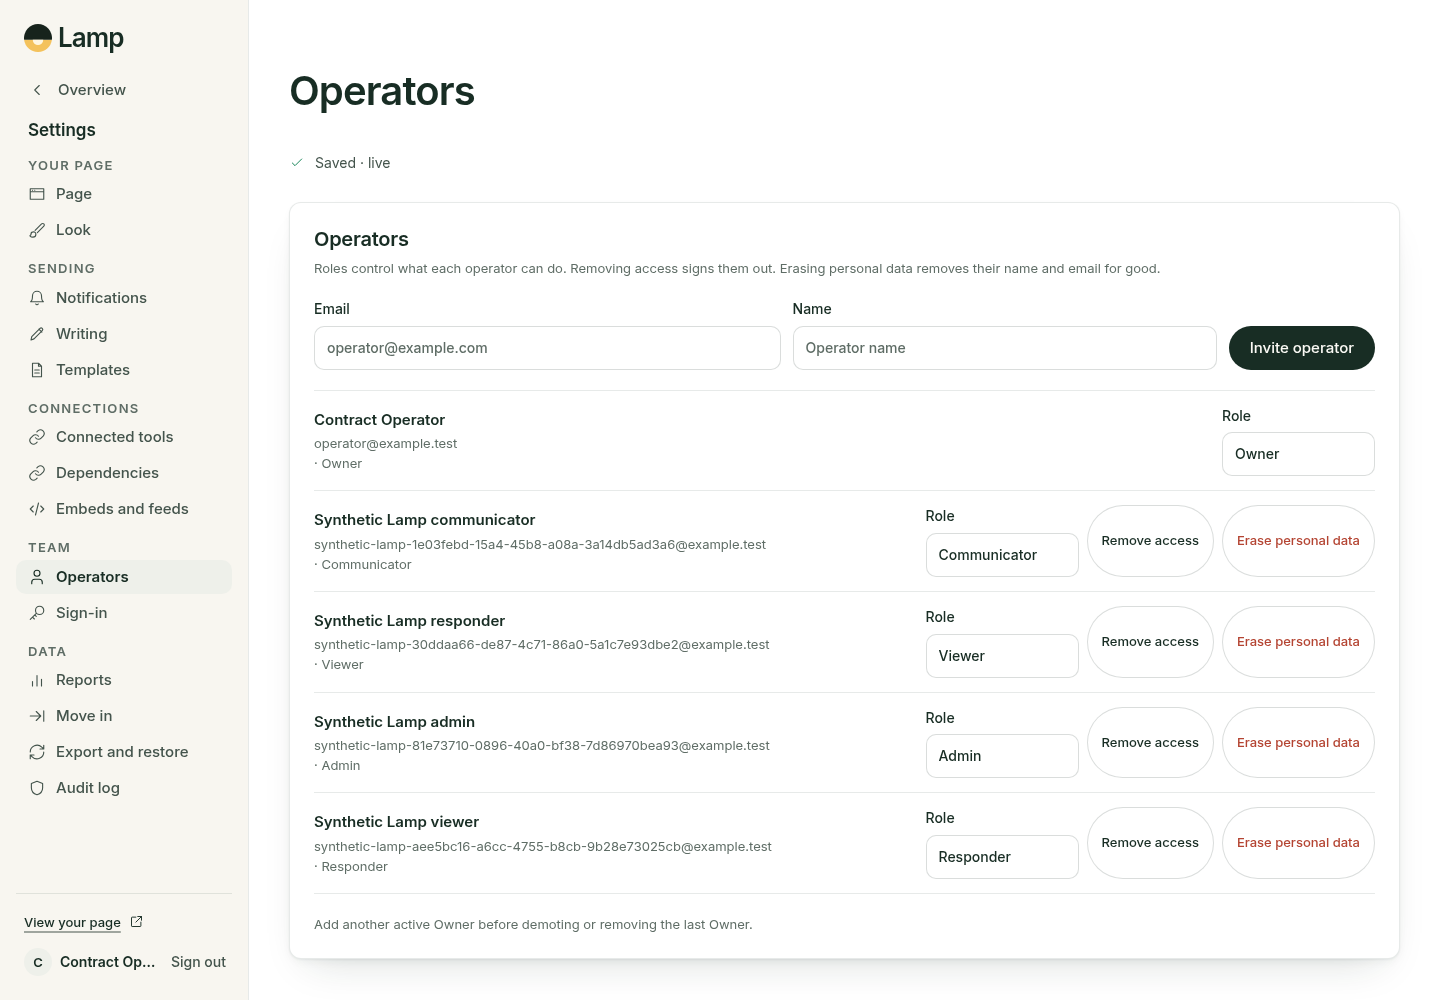 Lamp
Overview
Settings
YOUR PAGE
Page
Look
SENDING
Notifications
Writing
Templates
CONNECTIONS
Connected tools
Dependencies
Embeds and feeds
TEAM
Operators
Sign-in
DATA
Reports
Move in
Export and restore
Audit log
View your page
C Contract Op... Sign out
Operators
Saved · live
Operators
Roles control what each operator can do. Removing access signs them out. Erasing personal data removes their name and email for good.
Email Name
operator@example.com Operator name Invite operator
Contract Operator
operator@example.test
· Owner
Role
Owner
Synthetic Lamp communicator
synthetic-lamp-1e03febd-15a4-45b8-a08a-3a14db5ad3a6@example.test
· Communicator
Role
Communicator Remove access Erase personal data
Synthetic Lamp responder
synthetic-lamp-30ddaa66-de87-4c71-86a0-5a1c7e93dbe2@example.test
· Viewer
Role
Viewer Remove access Erase personal data
Synthetic Lamp admin
synthetic-lamp-81e73710-0896-40a0-bf38-7d86970bea93@example.test
· Admin
Role
Admin Remove access Erase personal data
Synthetic Lamp viewer
synthetic-lamp-aee5bc16-a6cc-4755-b8cb-9b28e73025cb@example.test
· Responder
Role
Responder Remove access Erase personal data
Add another active Owner before demoting or removing the last Owner.